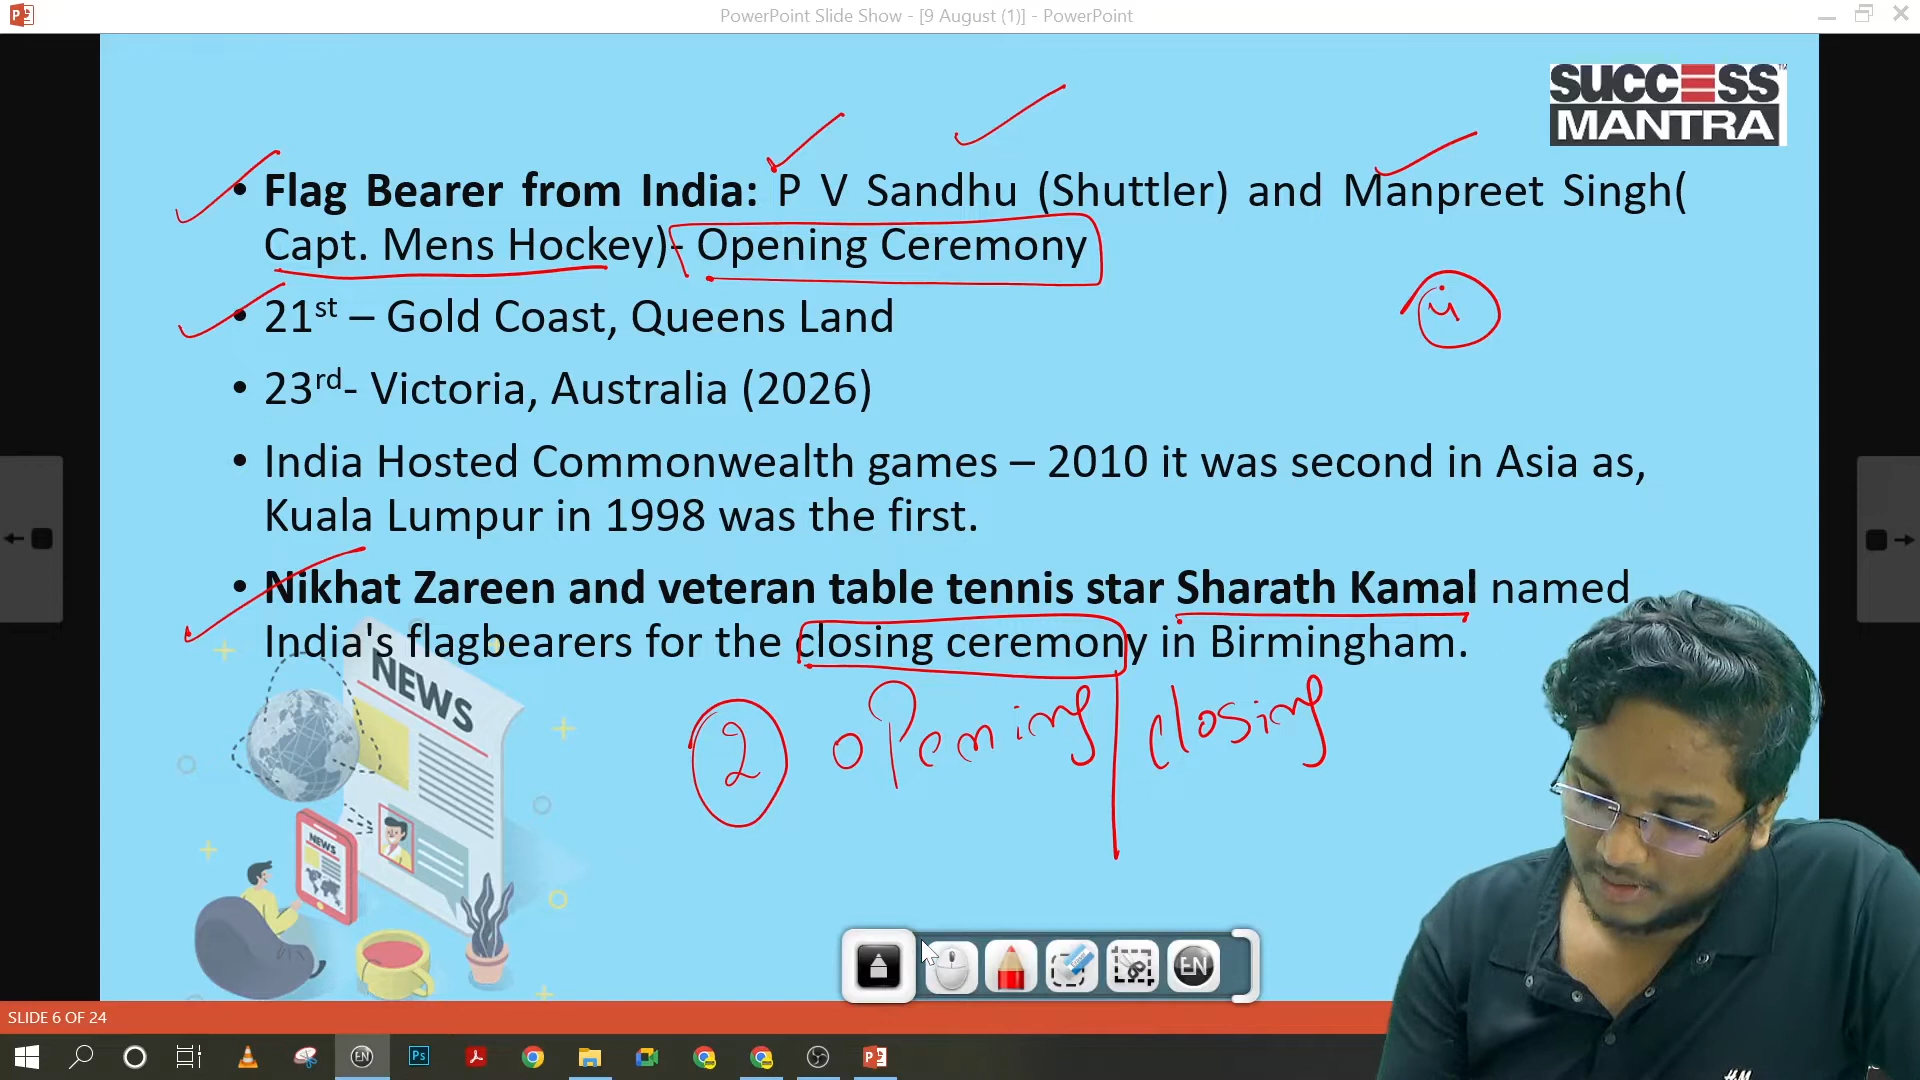 PowerPoint Slide Show - [9 August (1)] - PowerPoint
SUCCESS
MANTRA
• Flag Bearer from India: P V Sandhu (Shuttler) and Manpreet Singh(
Capt. Mens Hockey)- Opening Ceremony
• 21st – Gold Coast, Queens Land
• 23rd- Victoria, Australia (2026)
• India Hosted Commonwealth games – 2010 it was second in Asia as,
Kuala Lumpur in 1998 was the first.
• Nikhat Zareen and veteran table tennis star Sharath Kamal named
India's flagbearers for the closing ceremony in Birmingham.
NEWS
2 opening closing
NEWS
EN
SLIDE 6 OF 24
EN
Ps
H&M